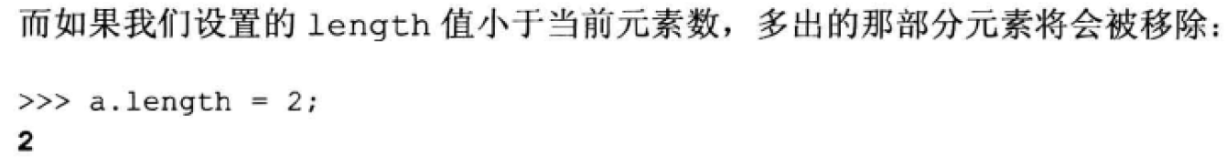 而如果我们设置的 length 值小于当前元素数，多出的那部分元素将会被移除：
>>> a.length = 2;
2